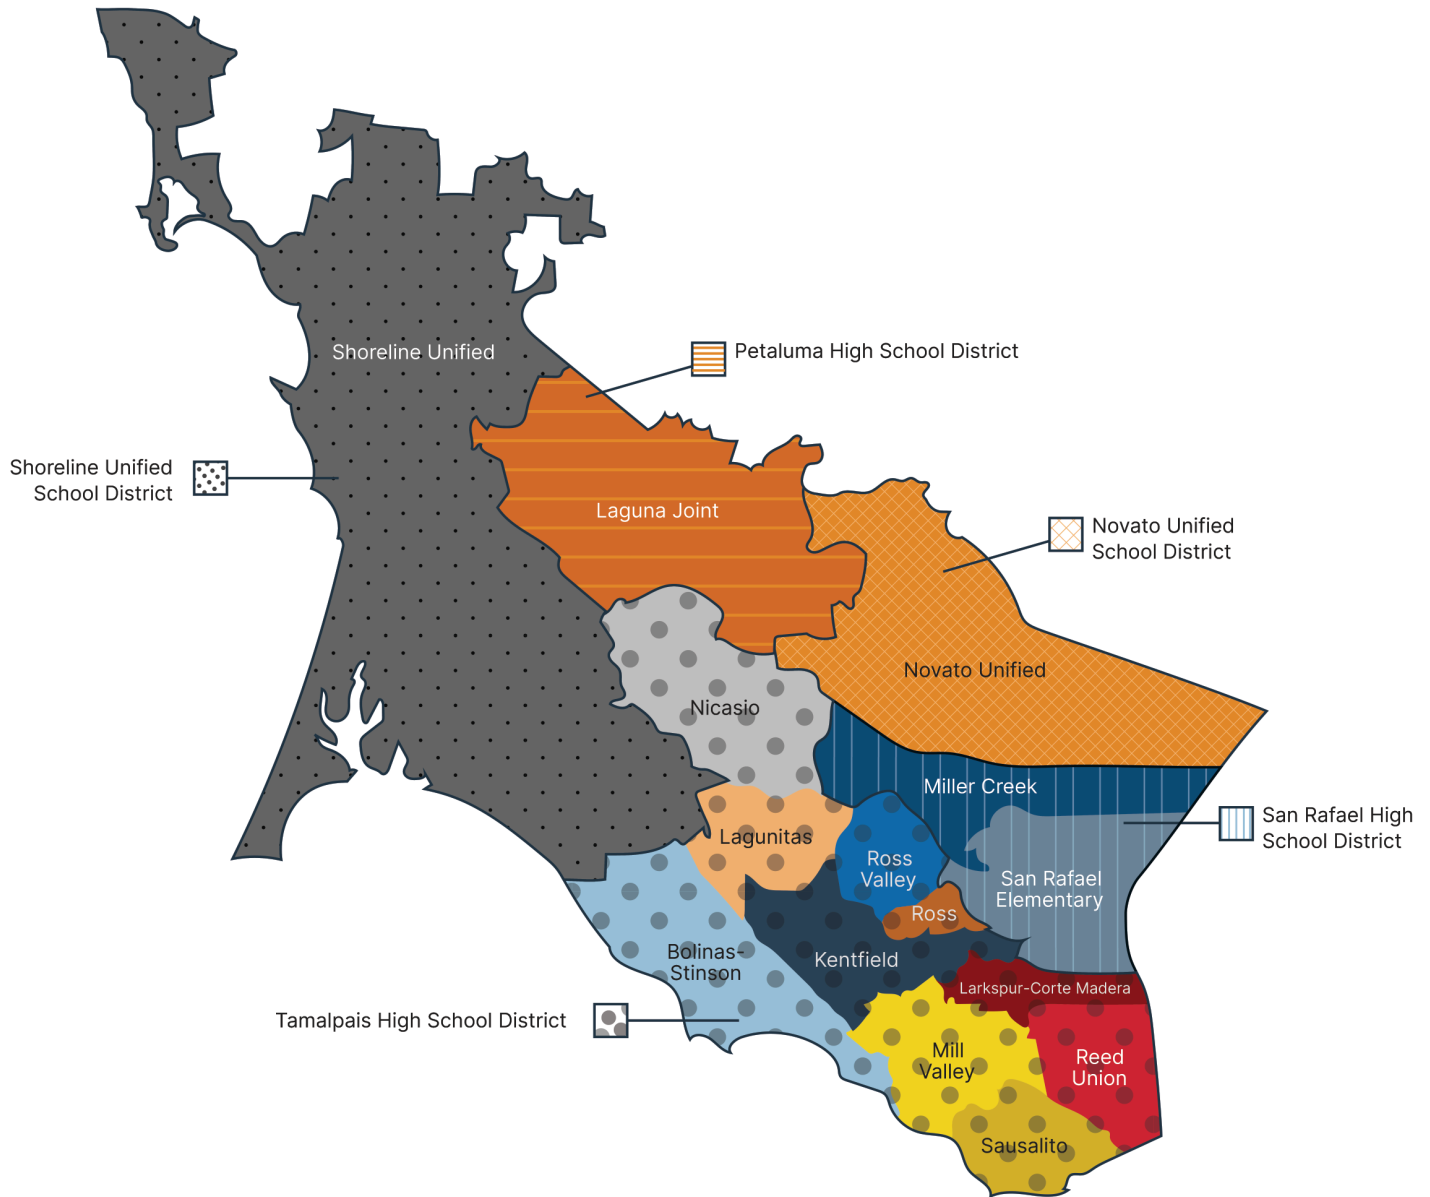 Shoreline Unified
Petaluma High School District
Shoreline Unified
School District
Laguna Joint
Novato Unified
School District
Novato Unified
Nicasio
Miller Creek
San Rafael High
School District
Lagunitas
Ross
Valley
San Rafael
Elementary
Ross
Bolinas-
Stinson
Kentfield
Larkspur-Corte Madera
Tamalpais High School District
Mill
Valley
Reed
Union
Sausalito